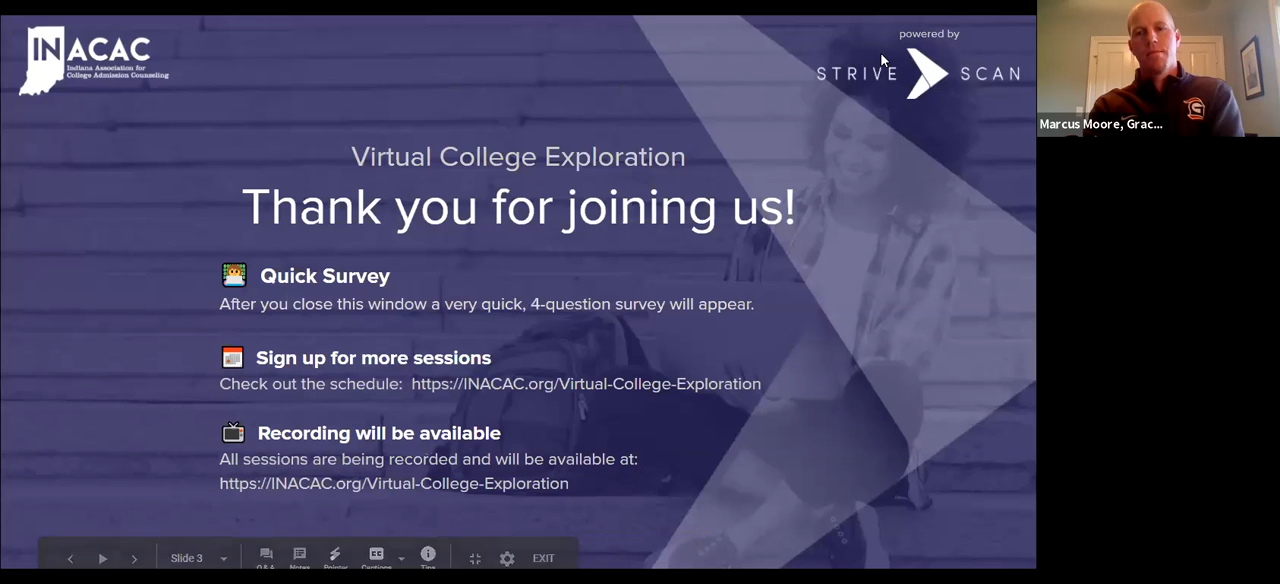 INACAC
Indiana Association for
College Admission Counseling
powered by
STRIVE SCAN
Marcus Moore, Grac...
Virtual College Exploration
Thank you for joining us!
Quick Survey
After you close this window a very quick, 4-question survey will appear.
Sign up for more sessions
Check out the schedule: https://INACAC.org/Virtual-College-Exploration
Recording will be available
All sessions are being recorded and will be available at:
https://INACAC.org/Virtual-College-Exploration
Slide 3
Q & A Notes Pointer Captions Tips
EXIT